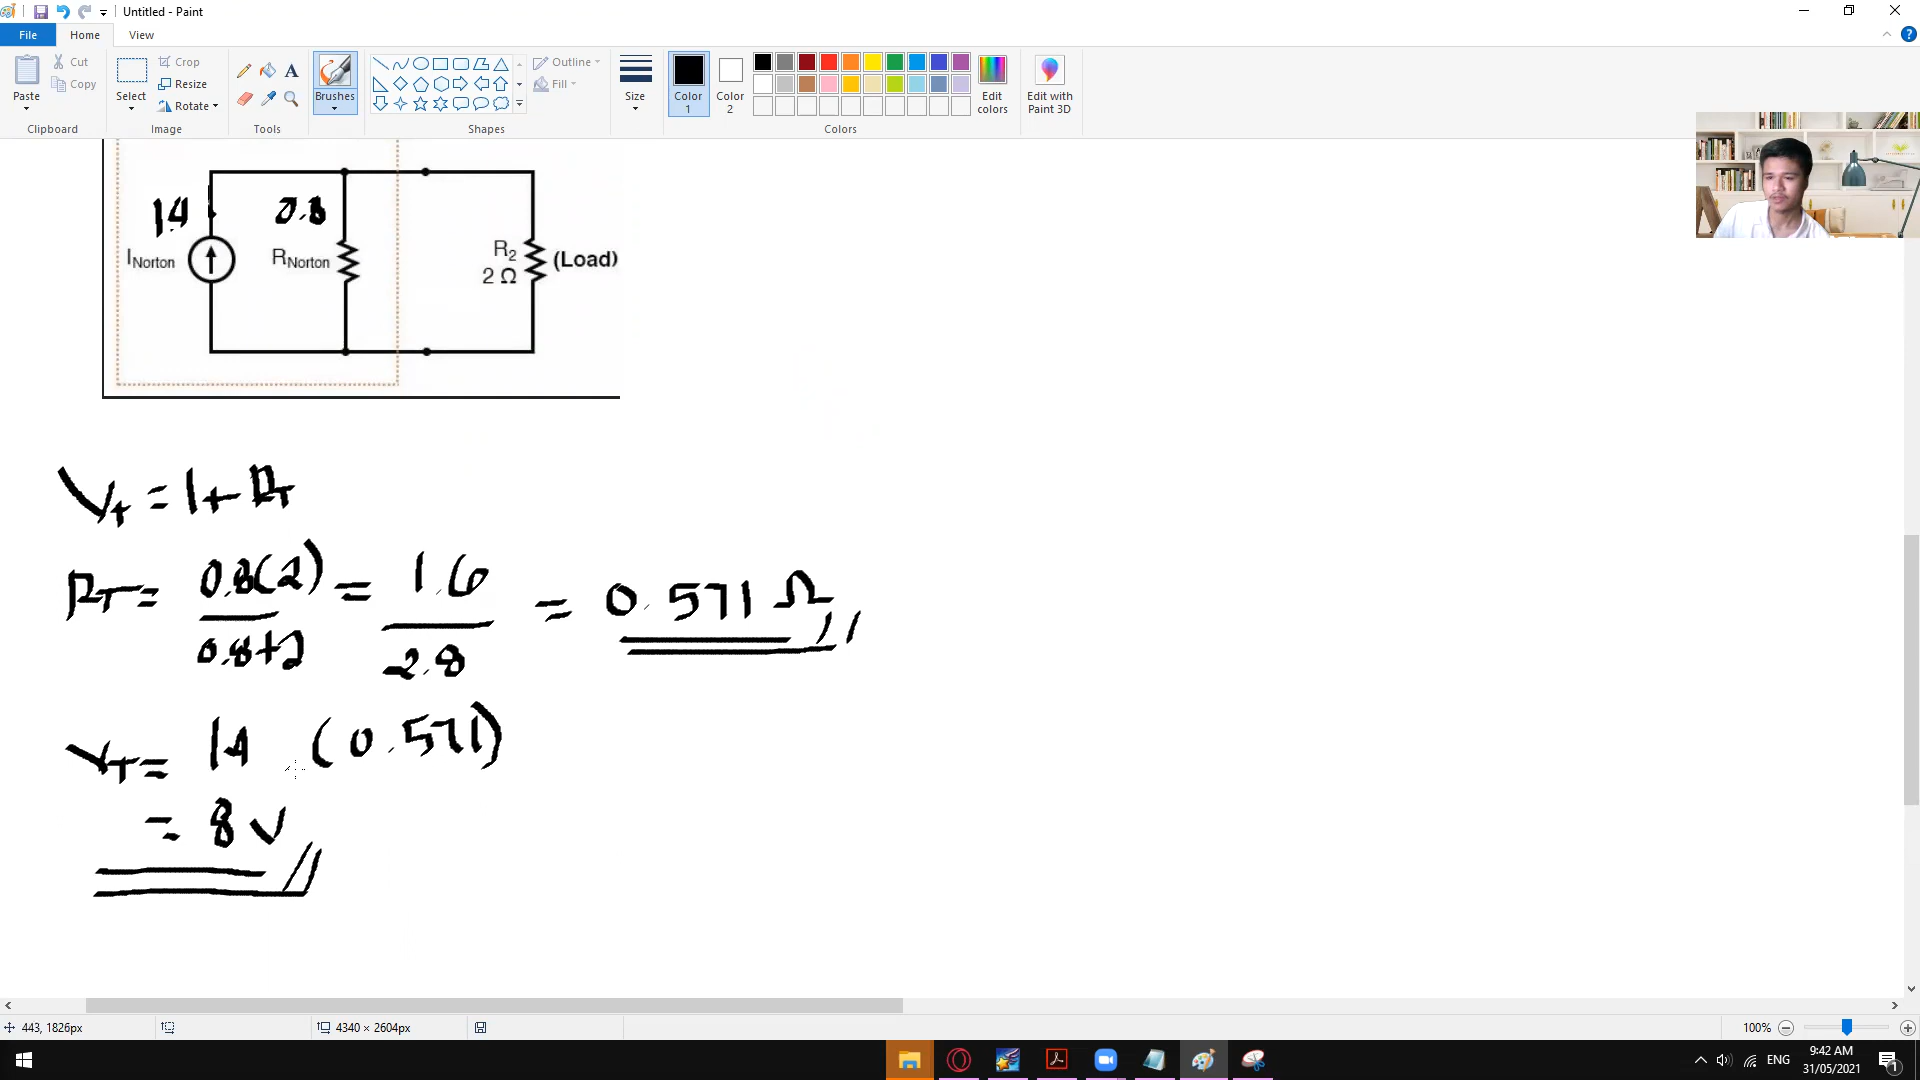 Untitled - Paint
File Home View
Paste Cut Copy Clipboard
Select Crop Resize Rotate Image
Tools
Brushes
Shapes Outline Fill
Size
Color 1 Color 2 Edit colors Colors
Edit with Paint 3D
14 0.8
I Norton R Norton R2 2 Ω (Load)
VT = IT RT
RT = 0.8(2) / 0.8+2 = 1.6 / 2.8 = 0.571 Ω
VT = 14 (0.571)
= 8 V
443, 1826px 4340 × 2604px 100%
ENG 9:42 AM
31/05/2021
1